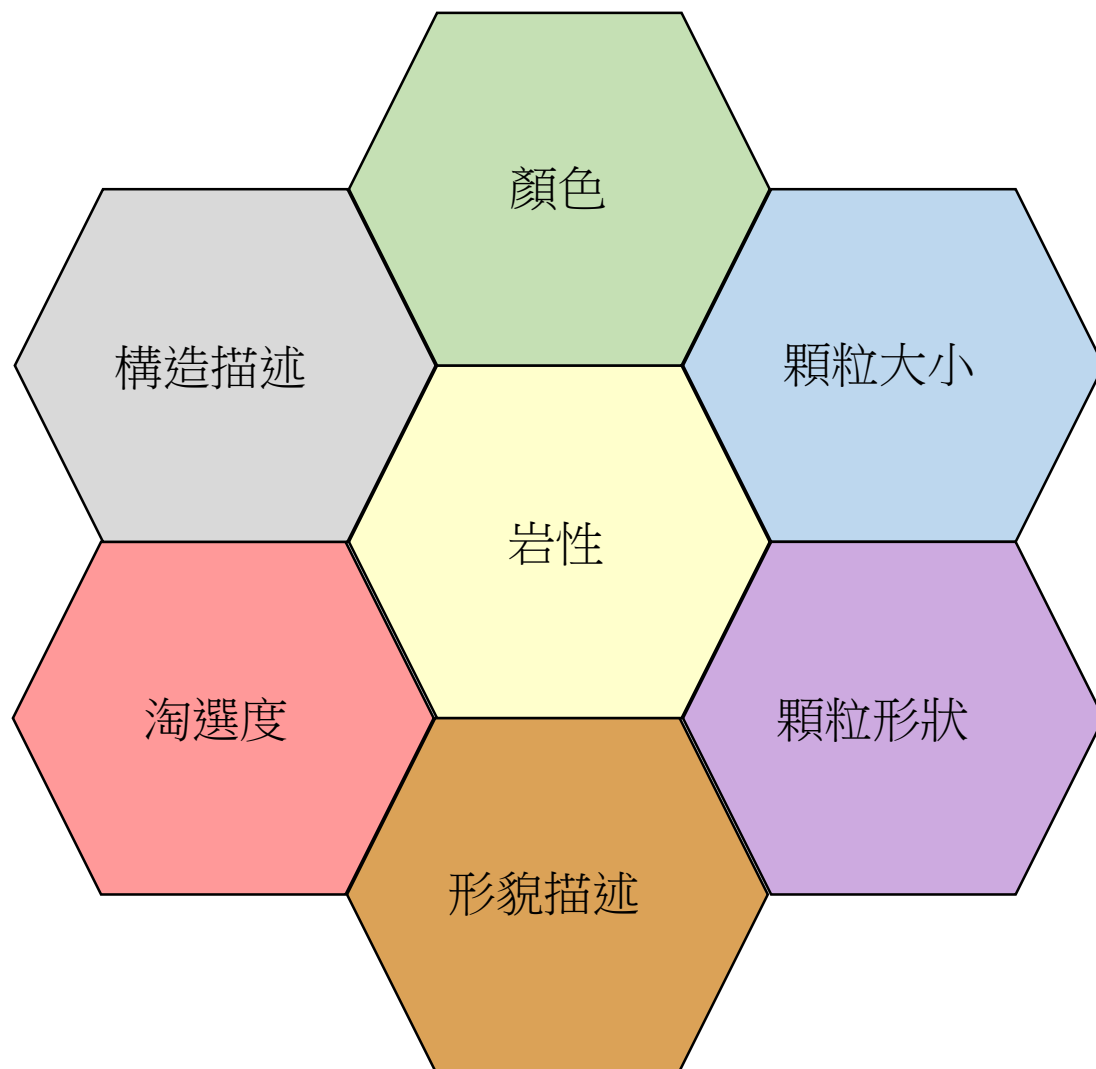 顏色
構造描述
顆粒大小
岩性
淘選度
顆粒形狀
形貌描述